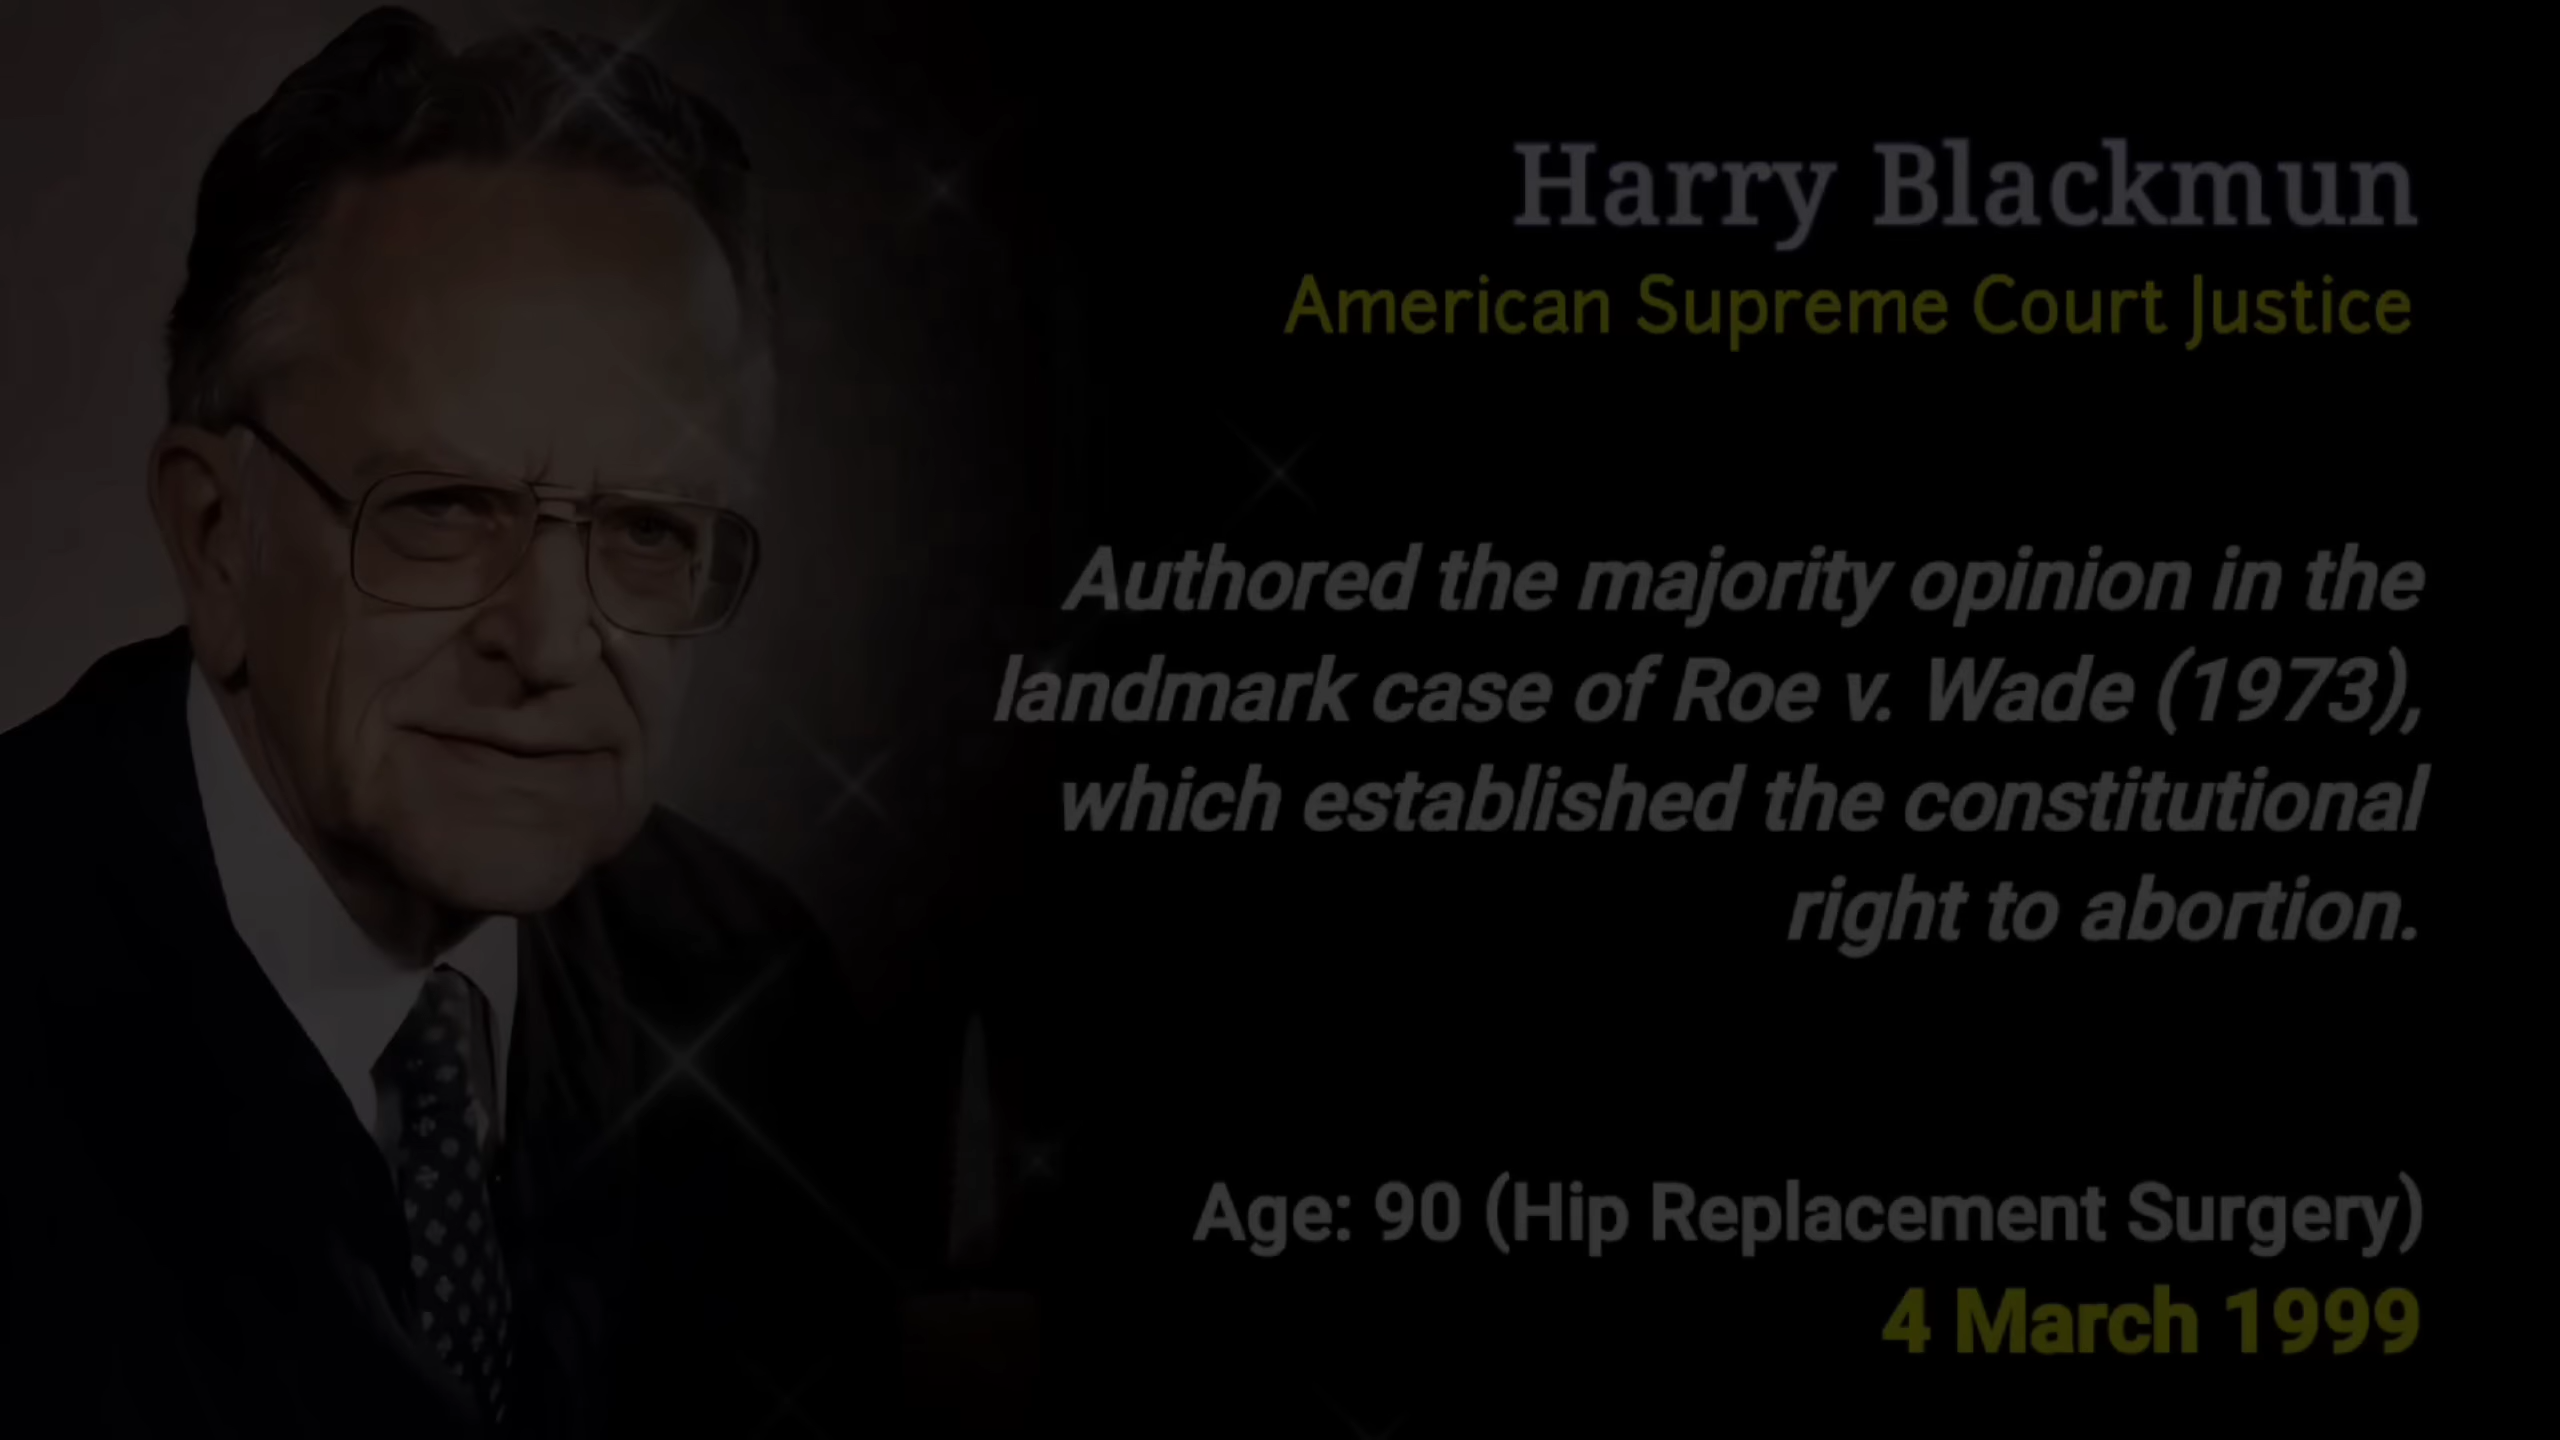 Harry Blackmun
American Supreme Court Justice
Authored the majority opinion in the
landmark case of Roe v. Wade (1973),
which established the constitutional
right to abortion.
Age: 90 (Hip Replacement Surgery)
4 March 1999